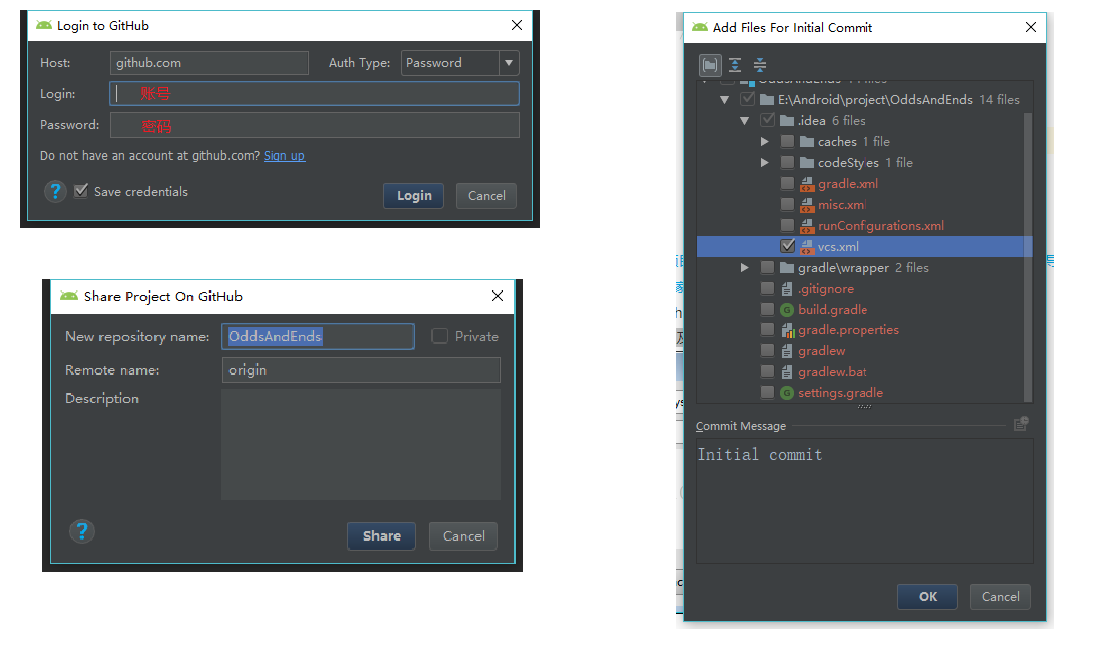 Login to GitHub
Host: github.com Auth Type: Password
Login: 账号
Password: 密码
Do not have an account at github.com? Sign up
? Save credentials Login Cancel
Share Project On GitHub
New repository name: OddsAndEnds Private
Remote name: origin
Description
? Share Cancel
Add Files For Initial Commit
E:\Android\project\OddsAndEnds 14 files
.idea 6 files
caches 1 file
codeStyles 1 file
gradle.xml
misc.xml
runConfigurations.xml
vcs.xml
gradle\wrapper 2 files
.gitignore
build.gradle
gradle.properties
gradlew
gradlew.bat
settings.gradle
Commit Message
Initial commit
OK Cancel